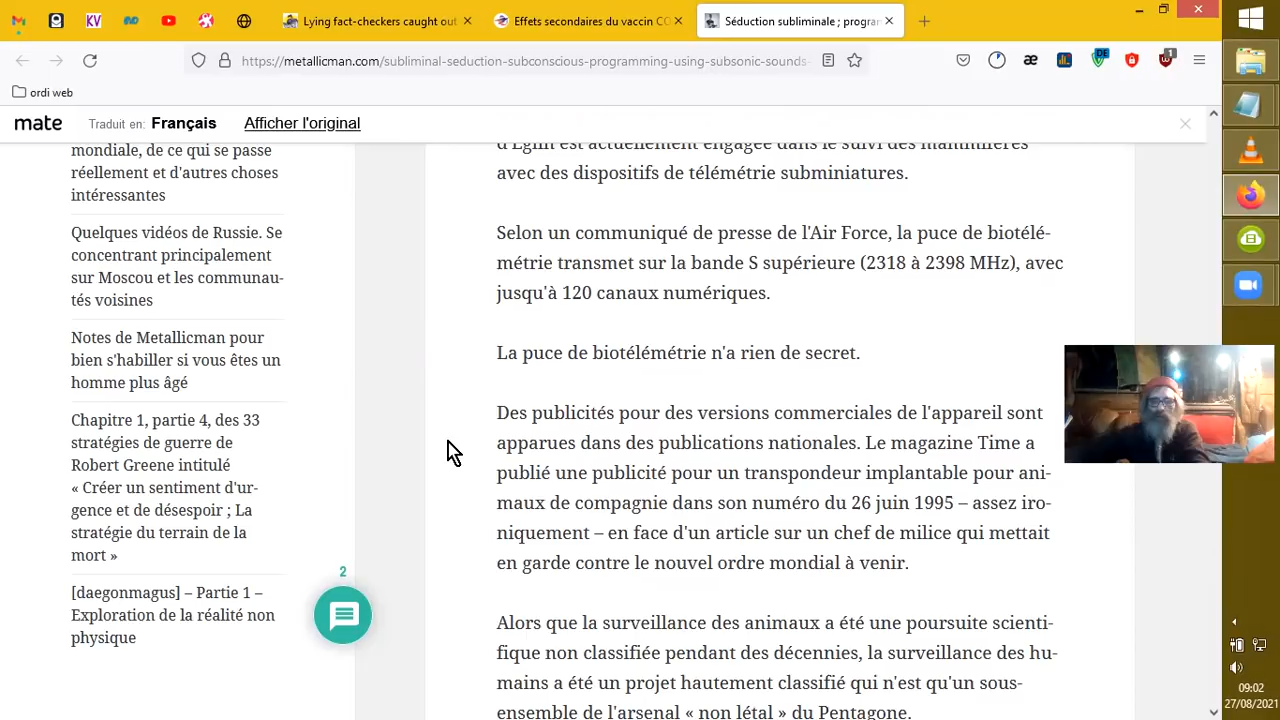 KV
Lying fact-checkers caught out
Effets secondaires du vaccin CO
Séduction subliminale ; progra
https://metallicman.com/subliminal-seduction-subconscious-programming-using-subsonic-sounds-
æ
DE
1
ordi web
mate
Traduit en: Français
Afficher l'original
mondiale, de ce qui se passe
réellement et d'autres choses
intéressantes
Quelques vidéos de Russie. Se
concentrant principalement
sur Moscou et les communau-
tés voisines
Notes de Metallicman pour
bien s'habiller si vous êtes un
homme plus âgé
Chapitre 1, partie 4, des 33
stratégies de guerre de
Robert Greene intitulé
« Créer un sentiment d'ur-
gence et de désespoir ; La
stratégie du terrain de la
mort »
[daegonmagus] – Partie 1 –
Exploration de la réalité non
physique
2
d'Eglin est actuellement engagée dans le suivi des mammifères
avec des dispositifs de télémétrie subminiatures.
Selon un communiqué de presse de l'Air Force, la puce de biotélé-
métrie transmet sur la bande S supérieure (2318 à 2398 MHz), avec
jusqu'à 120 canaux numériques.
La puce de biotélémétrie n'a rien de secret.
Des publicités pour des versions commerciales de l'appareil sont
apparues dans des publications nationales. Le magazine Time a
publié une publicité pour un transpondeur implantable pour ani-
maux de compagnie dans son numéro du 26 juin 1995 – assez iro-
niquement – en face d'un article sur un chef de milice qui mettait
en garde contre le nouvel ordre mondial à venir.
Alors que la surveillance des animaux a été une poursuite scienti-
fique non classifiée pendant des décennies, la surveillance des hu-
mains a été un projet hautement classifié qui n'est qu'un sous-
ensemble de l'arsenal « non létal » du Pentagone.
09:02
27/08/2021